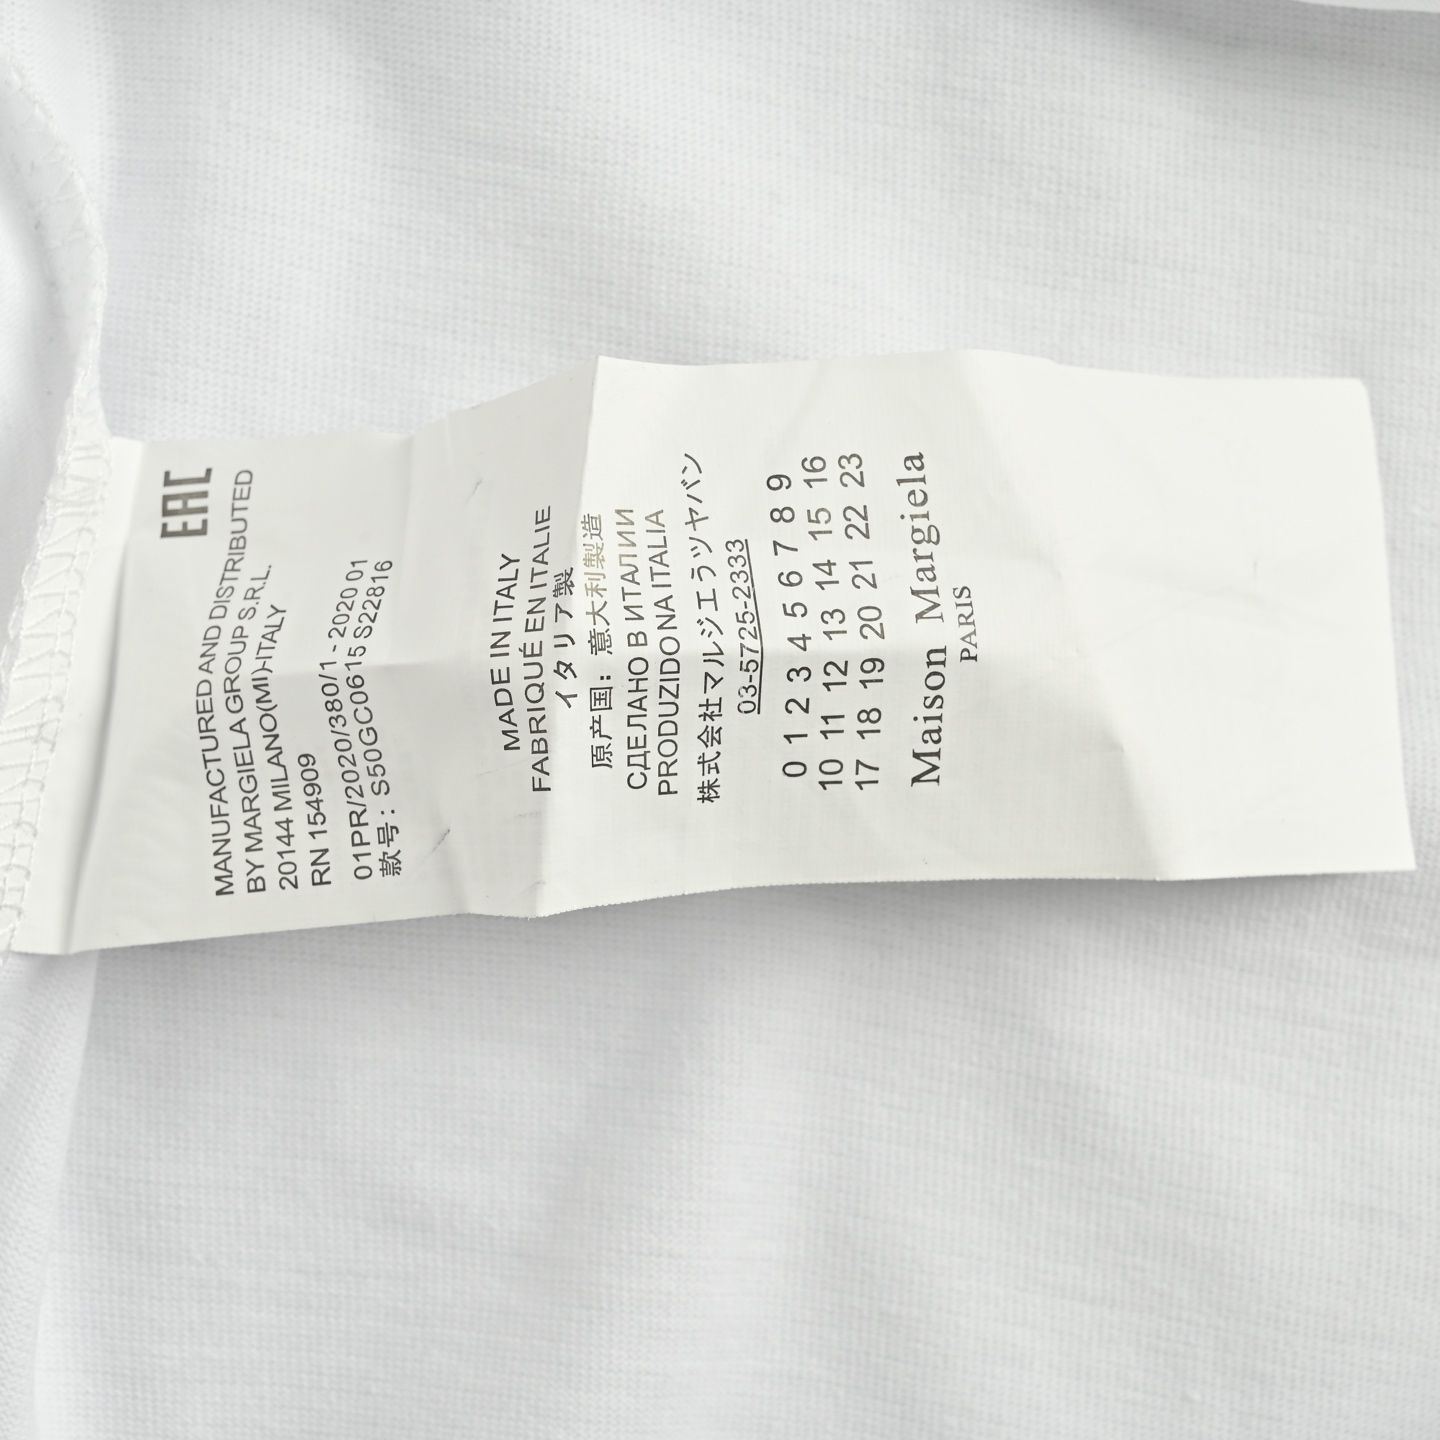 EAC
MANUFACTURED AND DISTRIBUTED
BY MARGIELA GROUP S.R.L.
20144 MILANO(MI)-ITALY
RN 154909
01PR/2020/380/1 - 2020 01
款号：S50GC0615 S22816
MADE IN ITALY
FABRIQUÉ EN ITALIE
イタリア製
原产国：意大利製造
СДЕЛАНО В ИТАЛИИ
PRODUZIDO NA ITALIA
株式会社マルジエラツヤバン
03-5725-2333
0 1 2 3 4 5 6 7 8 9
10 11 12 13 14 15 16
17 18 19 20 21 22 23
Maison Margiela
PARIS